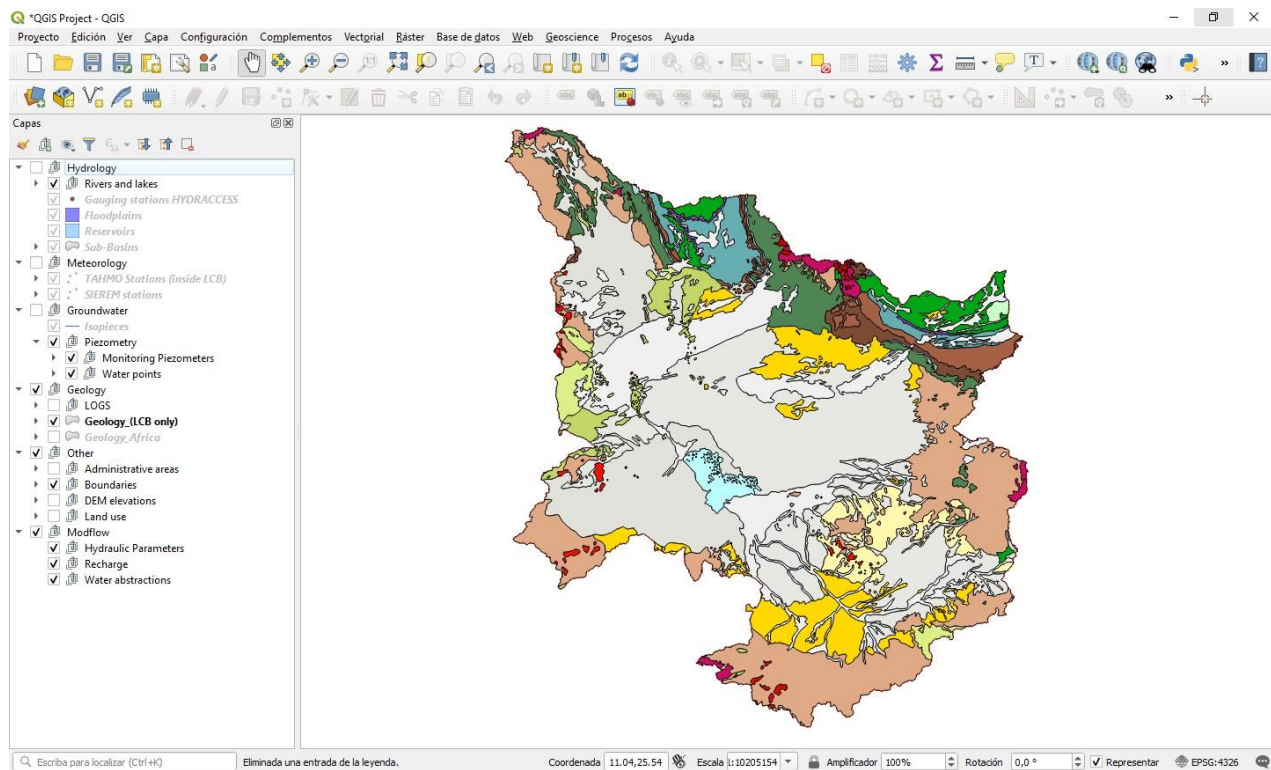 *QGIS Project - QGIS
Proyecto Edición Ver Capa Configuración Complementos Vectorial Ráster Base de datos Web Geoscience Procesos Ayuda
Capas
Hydrology
Rivers and lakes
Gauging stations HYDRACCESS
Floodplains
Reservoirs
Sub-Basins
Meteorology
TAHMO Stations (inside LCB)
SIEREM stations
Groundwater
Isopieces
Piezometry
Monitoring Piezometers
Water points
Geology
LOGS
Geology_(LCB only)
Geology_Africa
Other
Administrative areas
Boundaries
DEM elevations
Land use
Modflow
Hydraulic Parameters
Recharge
Water abstractions
Escriba para localizar (Ctrl+K) Eliminada una entrada de la leyenda. Coordenada 11.04,25.54 Escala 1:10205154 Amplificador 100% Rotación 0,0 ° Representar EPSG:4326